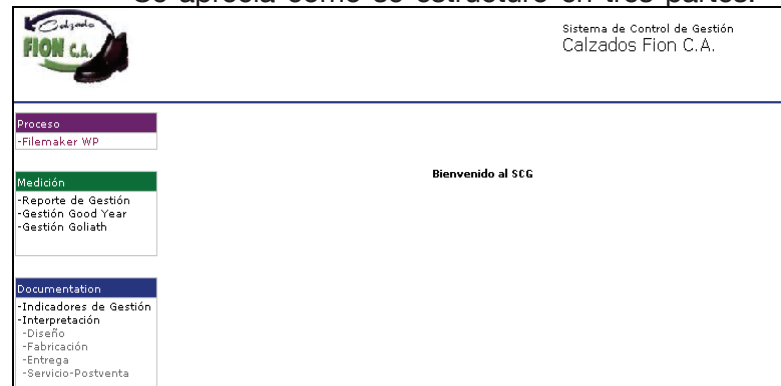 Se aprecia como se estructuro en tres partes:
Calzado
FION C.A.
Sistema de Control de Gestión
Calzados Fion C.A.
Proceso
-Filemaker WP
Medición
-Reporte de Gestión
-Gestión Good Year
-Gestión Goliath
Bienvenido al SCG
Documentation
-Indicadores de Gestión
-Interpretación
-Diseño
-Fabricación
-Entrega
-Servicio-Postventa